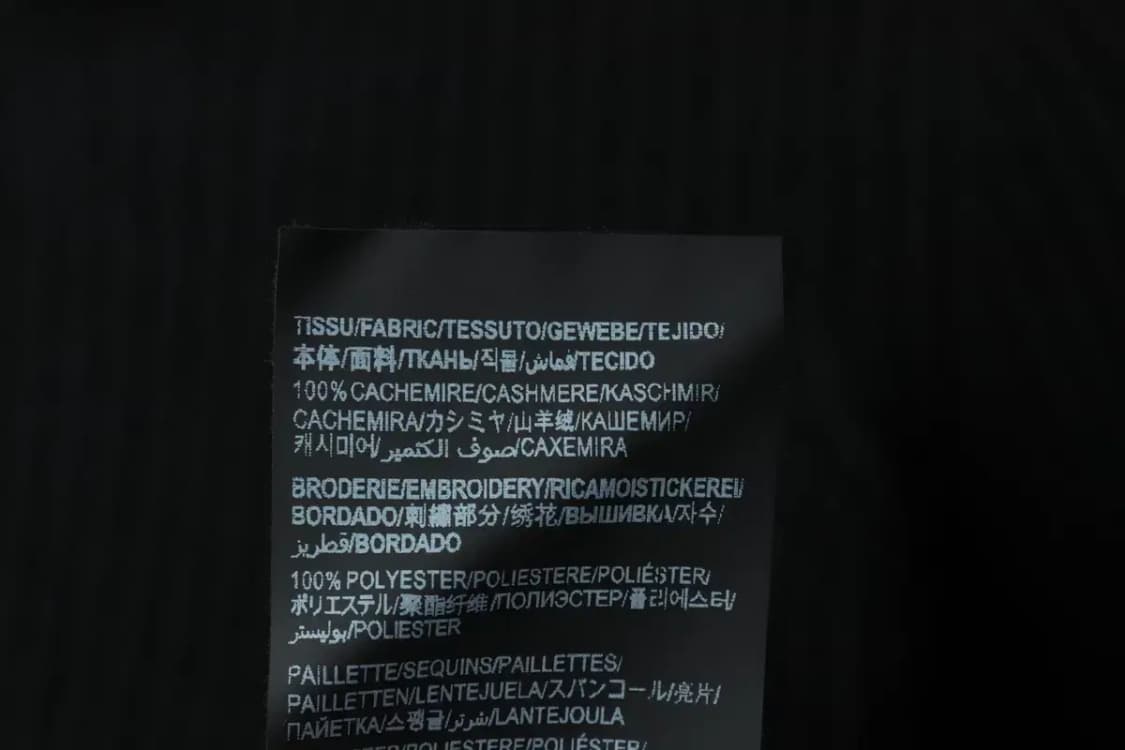 TISSU/FABRIC/TESSUTO/GEWEBE/TEJIDO/
本体/面料/ТКАНЬ/직물/قماش/TECIDO
100% CACHEMIRE/CASHMERE/KASCHMIR/
CACHEMIRA/カシミヤ/山羊绒/КАШЕМИР/
캐시미어/صوف الكتمير/CAXEMIRA
BRODERIE/EMBROIDERY/RICAMO/STICKEREI/
BORDADO/刺繍部分/绣花/ВЫШИВКА/자수/
قطريز/BORDADO
100% POLYESTER/POLIESTERE/POLIÉSTER/
ポリエステル/聚酯纤维/ПОЛИЭСТЕР/폴리에스터/
بوليستر/POLIESTER
PAILLETTE/SEQUINS/PAILLETTES/
PAILLETTEN/LENTEJUELA/スパンコール/亮片/
ПАЙЕТКА/스팽글/شرتر/LANTEJOULA
POLIESTERE/POLIÉSTER/